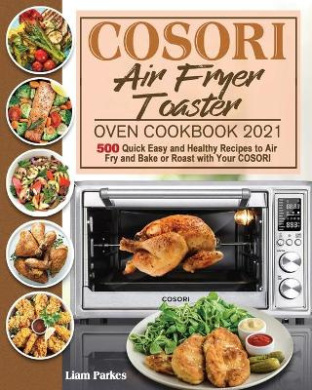 COSORI
Air Fryer
Toaster
OVEN COOKBOOK 2021
500 Quick Easy and Healthy Recipes to Air
Fry and Bake or Roast with Your COSORI
COSORI
Liam Parkes